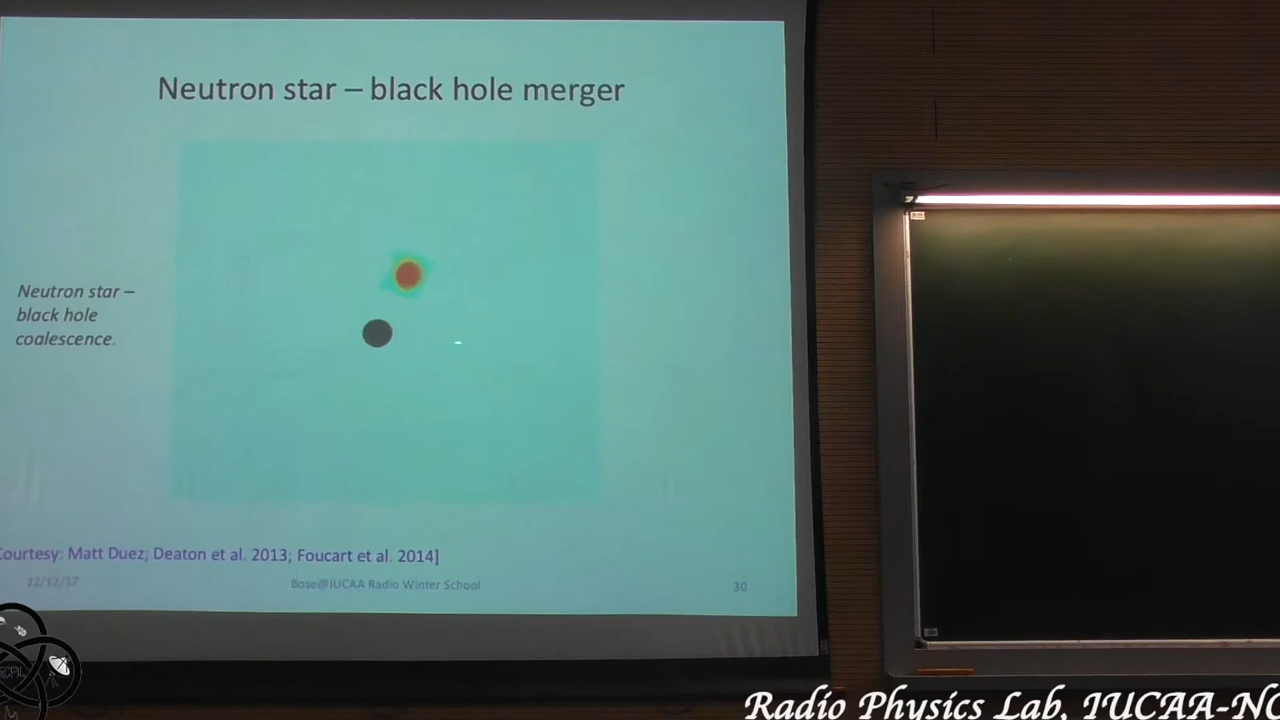 Neutron star – black hole merger
Neutron star –
black hole
coalescence.
Courtesy: Matt Duez; Deaton et al. 2013; Foucart et al. 2014]
22/12/17
Bose@IUCAA Radio Winter School
30
Radio Physics Lab, IUCAA-NC